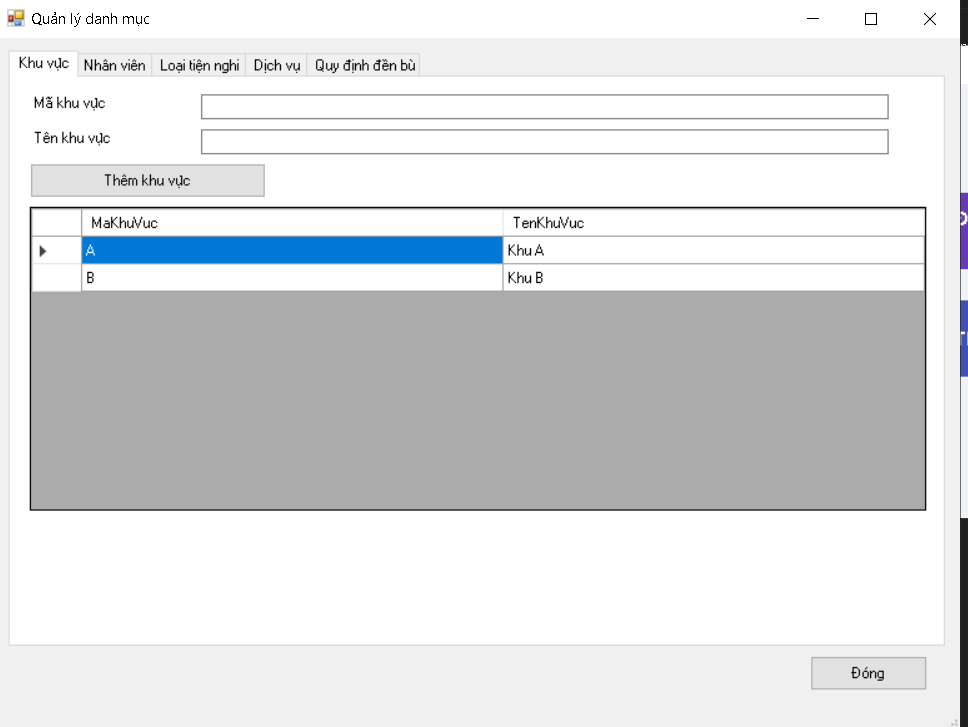 Quản lý danh mục
Khu vực Nhân viên Loại tiện nghi Dịch vụ Quy định đền bù
Mã khu vực
Tên khu vực
Thêm khu vực
MaKhuVuc TenKhuVuc
A Khu A
B Khu B
Đóng